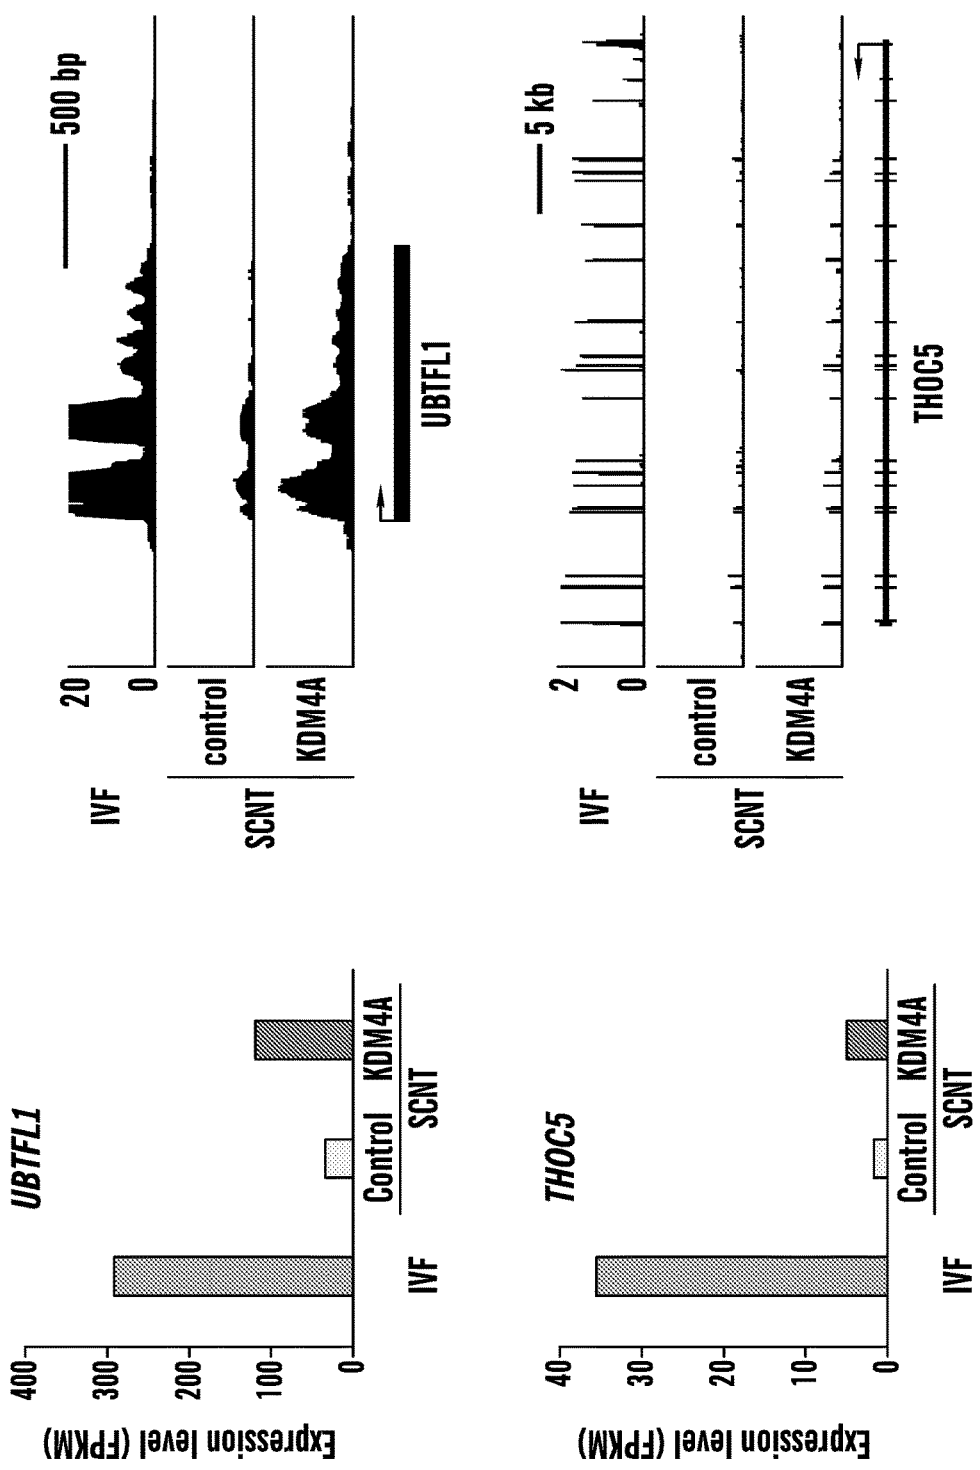 UBTFL1
Expression level (FPKM)
400
300
200
100
0
IVF
Control
KDM4A
SCNT
IVF
20
0
500 bp
SCNT
control
KDM4A
UBTFL1
THOC5
Expression level (FPKM)
40
30
20
10
0
IVF
Control
KDM4A
SCNT
IVF
2
0
5 kb
SCNT
control
KDM4A
THOC5